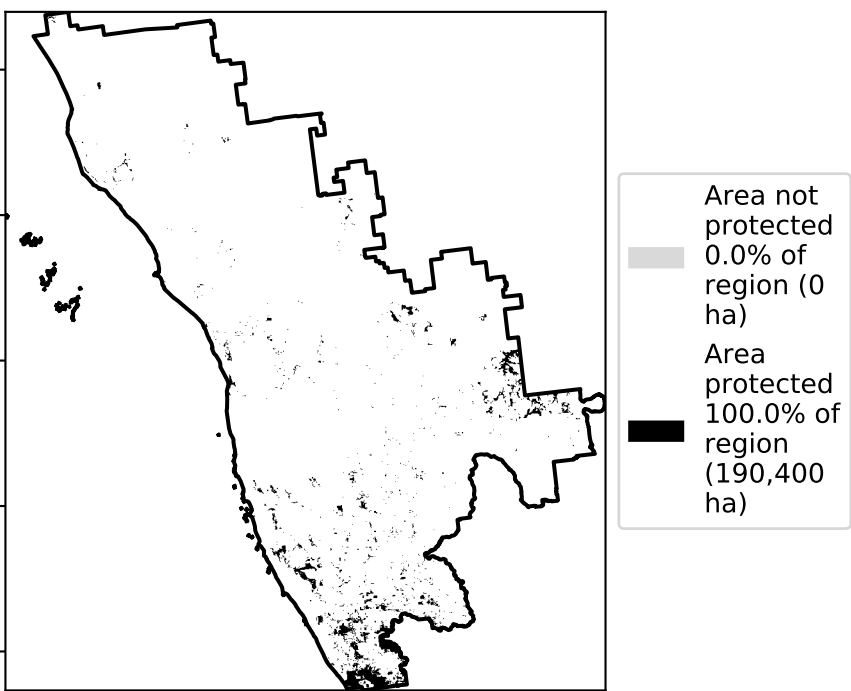 Area not
protected
0.0% of
region (0
ha)
Area
protected
100.0% of
region
(190,400
ha)